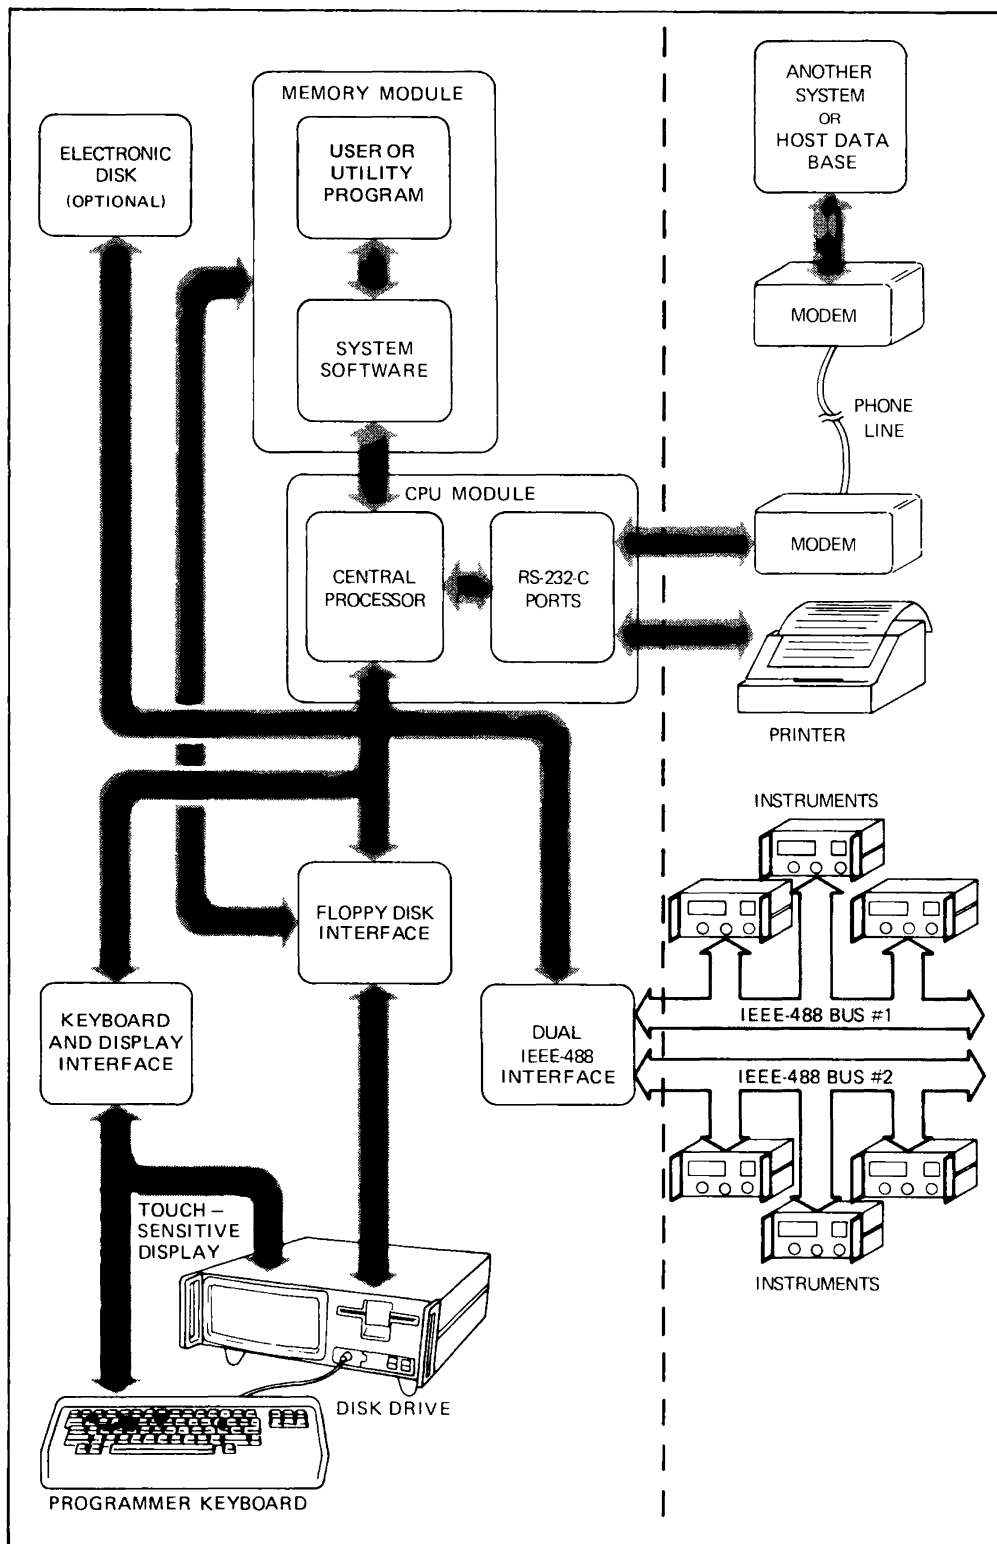 MEMORY MODULE
USER OR
UTILITY
PROGRAM
ELECTRONIC
DISK
(OPTIONAL)
SYSTEM
SOFTWARE
CPU MODULE
CENTRAL
PROCESSOR
RS-232-C
PORTS
ANOTHER
SYSTEM
OR
HOST DATA
BASE
MODEM
PHONE
LINE
MODEM
PRINTER
FLOPPY DISK
INTERFACE
KEYBOARD
AND DISPLAY
INTERFACE
DUAL
IEEE-488
INTERFACE
INSTRUMENTS
IEEE-488 BUS #1
IEEE-488 BUS #2
INSTRUMENTS
TOUCH –
SENSITIVE
DISPLAY
DISK DRIVE
PROGRAMMER KEYBOARD